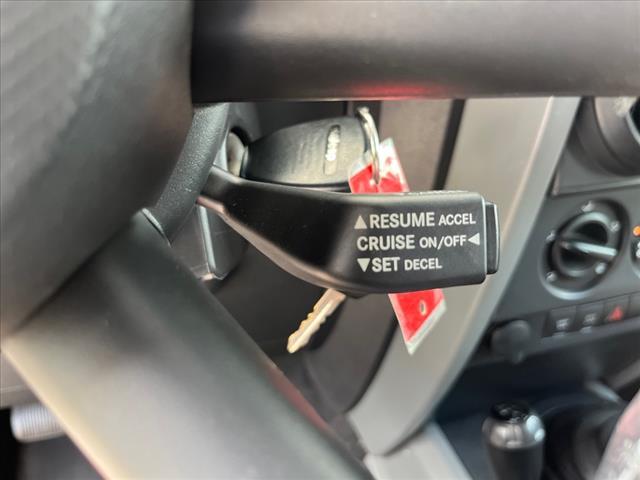 ▲RESUME ACCEL
CRUISE ON/OFF◀
▼SET DECEL